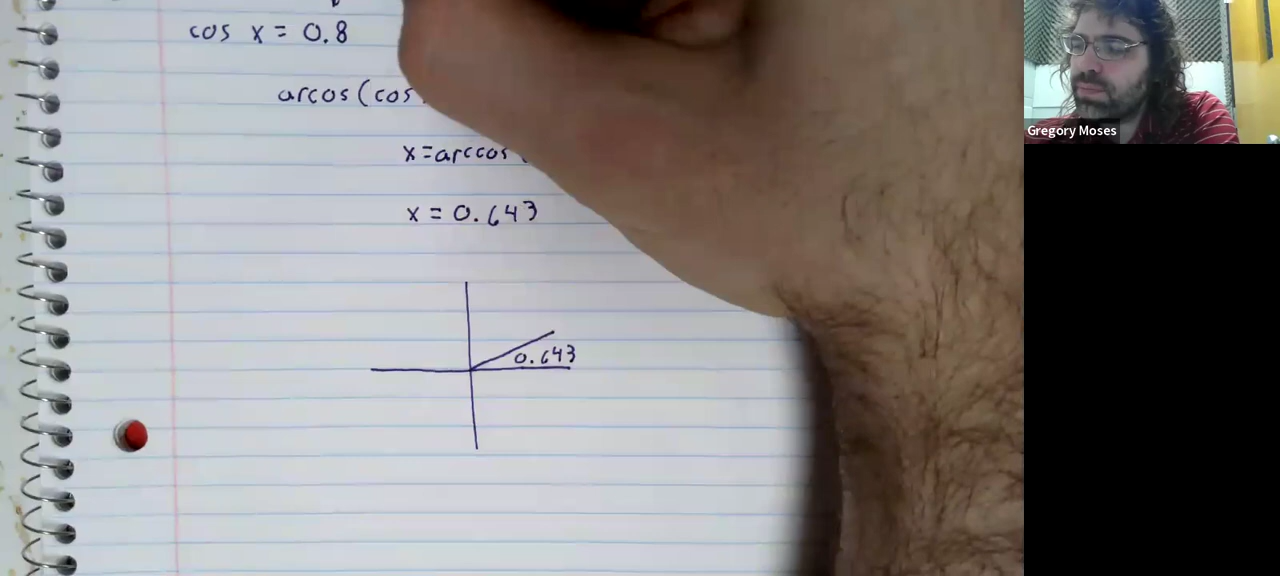 cos x = 0.8
arcos(cos
x=arccos
x = 0.643
0.643
Gregory Moses